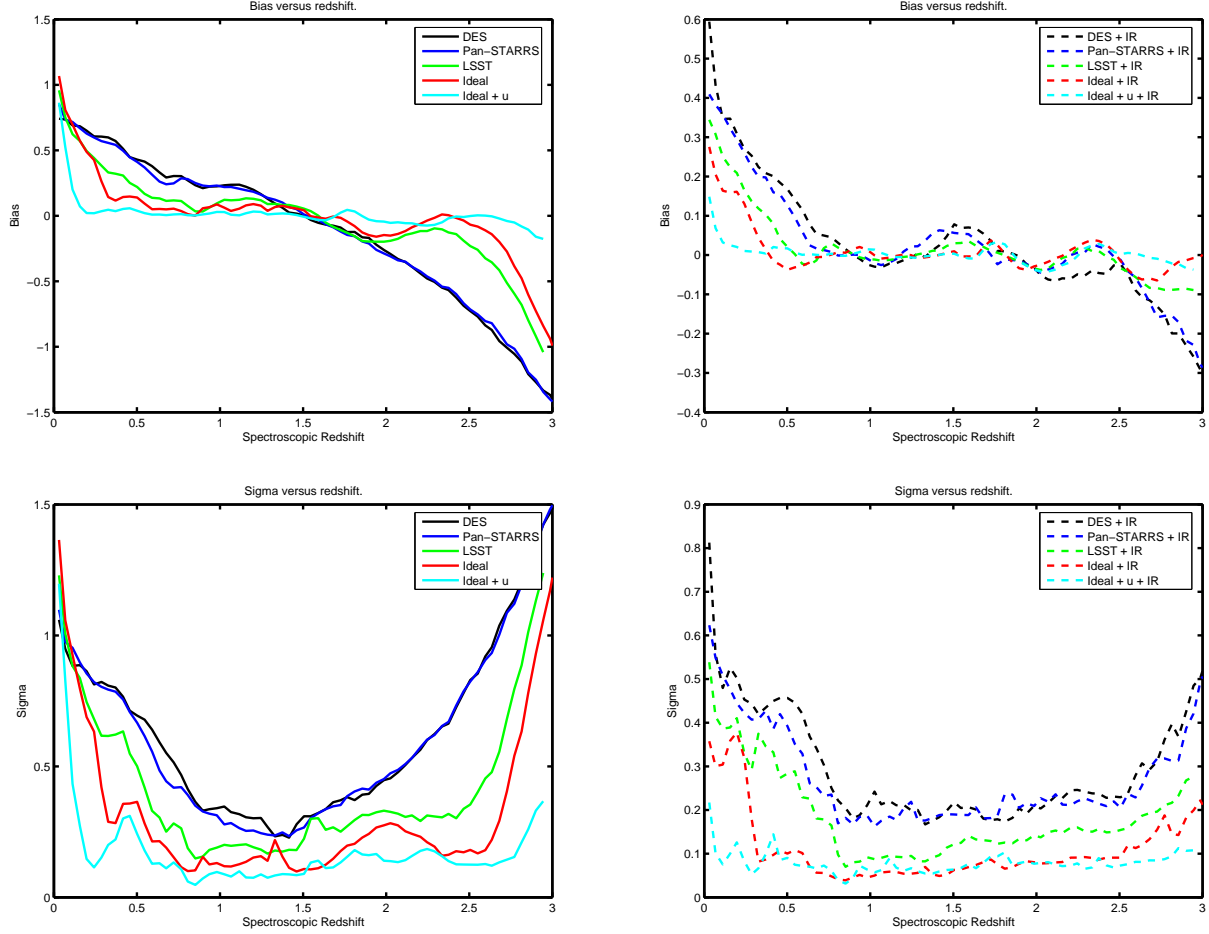 Bias versus redshift.
1.5
1
0.5
0
−0.5
−1
−1.5
Bias
0 0.5 1 1.5 2 2.5 3
Spectroscopic Redshift
DES
Pan−STARRS
LSST
Ideal
Ideal + u
Bias versus redshift.
0.6
0.5
0.4
0.3
0.2
0.1
0
−0.1
−0.2
−0.3
−0.4
Bias
0 0.5 1 1.5 2 2.5 3
Spectroscopic Redshift
DES + IR
Pan−STARRS + IR
LSST + IR
Ideal + IR
Ideal + u + IR
Sigma versus redshift.
1.5
1
0.5
0
Sigma
0 0.5 1 1.5 2 2.5 3
Spectroscopic Redshift
DES
Pan−STARRS
LSST
Ideal
Ideal + u
Sigma versus redshift.
0.9
0.8
0.7
0.6
0.5
0.4
0.3
0.2
0.1
0
Sigma
0 0.5 1 1.5 2 2.5 3
Spectroscopic Redshift
DES + IR
Pan−STARRS + IR
LSST + IR
Ideal + IR
Ideal + u + IR